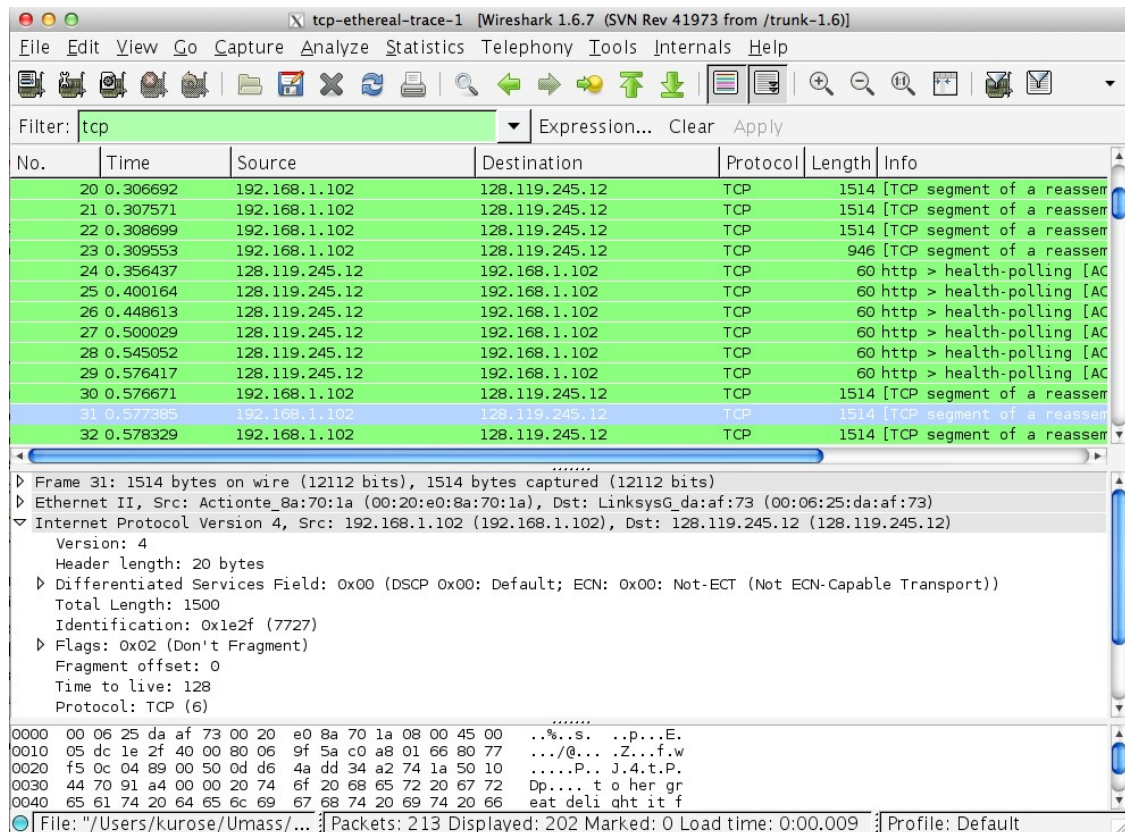 tcp-ethereal-trace-1 [Wireshark 1.6.7 (SVN Rev 41973 from /trunk-1.6)]
File Edit View Go Capture Analyze Statistics Telephony Tools Internals Help
Filter: tcp Expression... Clear Apply
No. Time Source Destination Protocol Length Info
20 0.306692 192.168.1.102 128.119.245.12 TCP 1514 [TCP segment of a reassem
21 0.307571 192.168.1.102 128.119.245.12 TCP 1514 [TCP segment of a reassem
22 0.308699 192.168.1.102 128.119.245.12 TCP 1514 [TCP segment of a reassem
23 0.309553 192.168.1.102 128.119.245.12 TCP 946 [TCP segment of a reassem
24 0.356437 128.119.245.12 192.168.1.102 TCP 60 http > health-polling [AC
25 0.400164 128.119.245.12 192.168.1.102 TCP 60 http > health-polling [AC
26 0.448613 128.119.245.12 192.168.1.102 TCP 60 http > health-polling [AC
27 0.500029 128.119.245.12 192.168.1.102 TCP 60 http > health-polling [AC
28 0.545052 128.119.245.12 192.168.1.102 TCP 60 http > health-polling [AC
29 0.576417 128.119.245.12 192.168.1.102 TCP 60 http > health-polling [AC
30 0.576671 192.168.1.102 128.119.245.12 TCP 1514 [TCP segment of a reassem
31 0.577385 192.168.1.102 128.119.245.12 TCP 1514 [TCP segment of a reassem
32 0.578329 192.168.1.102 128.119.245.12 TCP 1514 [TCP segment of a reassem
Frame 31: 1514 bytes on wire (12112 bits), 1514 bytes captured (12112 bits)
Ethernet II, Src: Actionte_8a:70:1a (00:20:e0:8a:70:1a), Dst: LinksysG_da:af:73 (00:06:25:da:af:73)
Internet Protocol Version 4, Src: 192.168.1.102 (192.168.1.102), Dst: 128.119.245.12 (128.119.245.12)
Version: 4
Header length: 20 bytes
Differentiated Services Field: 0x00 (DSCP 0x00: Default; ECN: 0x00: Not-ECT (Not ECN-Capable Transport))
Total Length: 1500
Identification: 0x1e2f (7727)
Flags: 0x02 (Don't Fragment)
Fragment offset: 0
Time to live: 128
Protocol: TCP (6)
0000 00 06 25 da af 73 00 20 e0 8a 70 1a 08 00 45 00 ..%..s. ..p...E.
0010 05 dc 1e 2f 40 00 80 06 9f 5a c0 a8 01 66 80 77 .../@... .Z...f.w
0020 f5 0c 04 89 00 50 0d d6 4a dd 34 a2 74 1a 50 10 .....P.. J.4.t.P.
0030 44 70 91 a4 00 00 20 74 6f 20 68 65 72 20 67 72 Dp.... t o her gr
0040 65 61 74 20 64 65 6c 69 67 68 74 20 69 74 20 66 eat deli ght it f
File: "/Users/kurose/Umass/... Packets: 213 Displayed: 202 Marked: 0 Load time: 0:00.009 Profile: Default